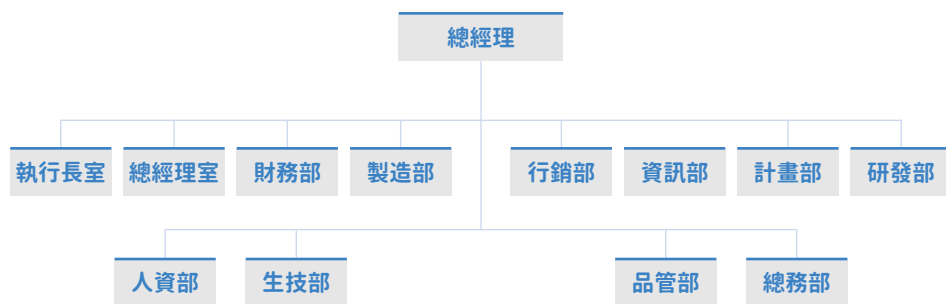 總經理
執行長室 總經理室 財務部 製造部 行銷部 資訊部 計畫部 研發部
人資部 生技部 品管部 總務部